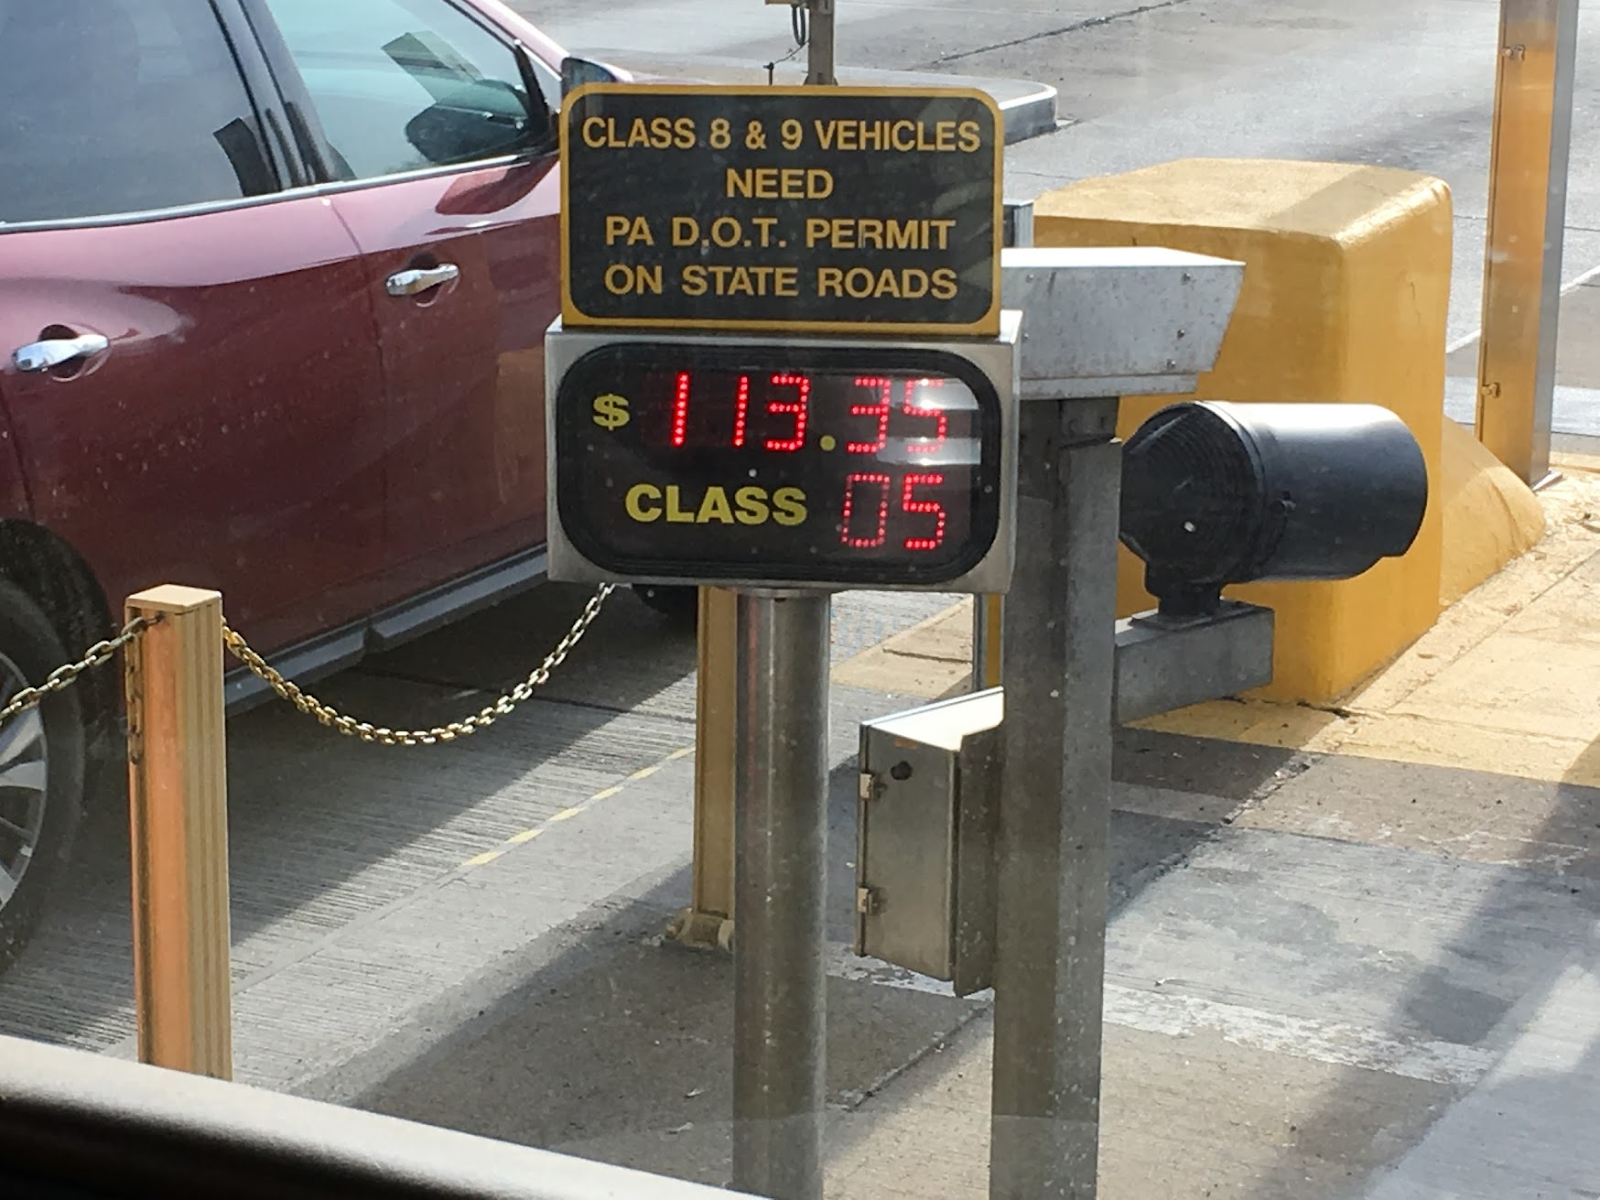 CLASS 8 & 9 VEHICLES
NEED
PA D.O.T. PERMIT
ON STATE ROADS
$ 113.35
CLASS 05